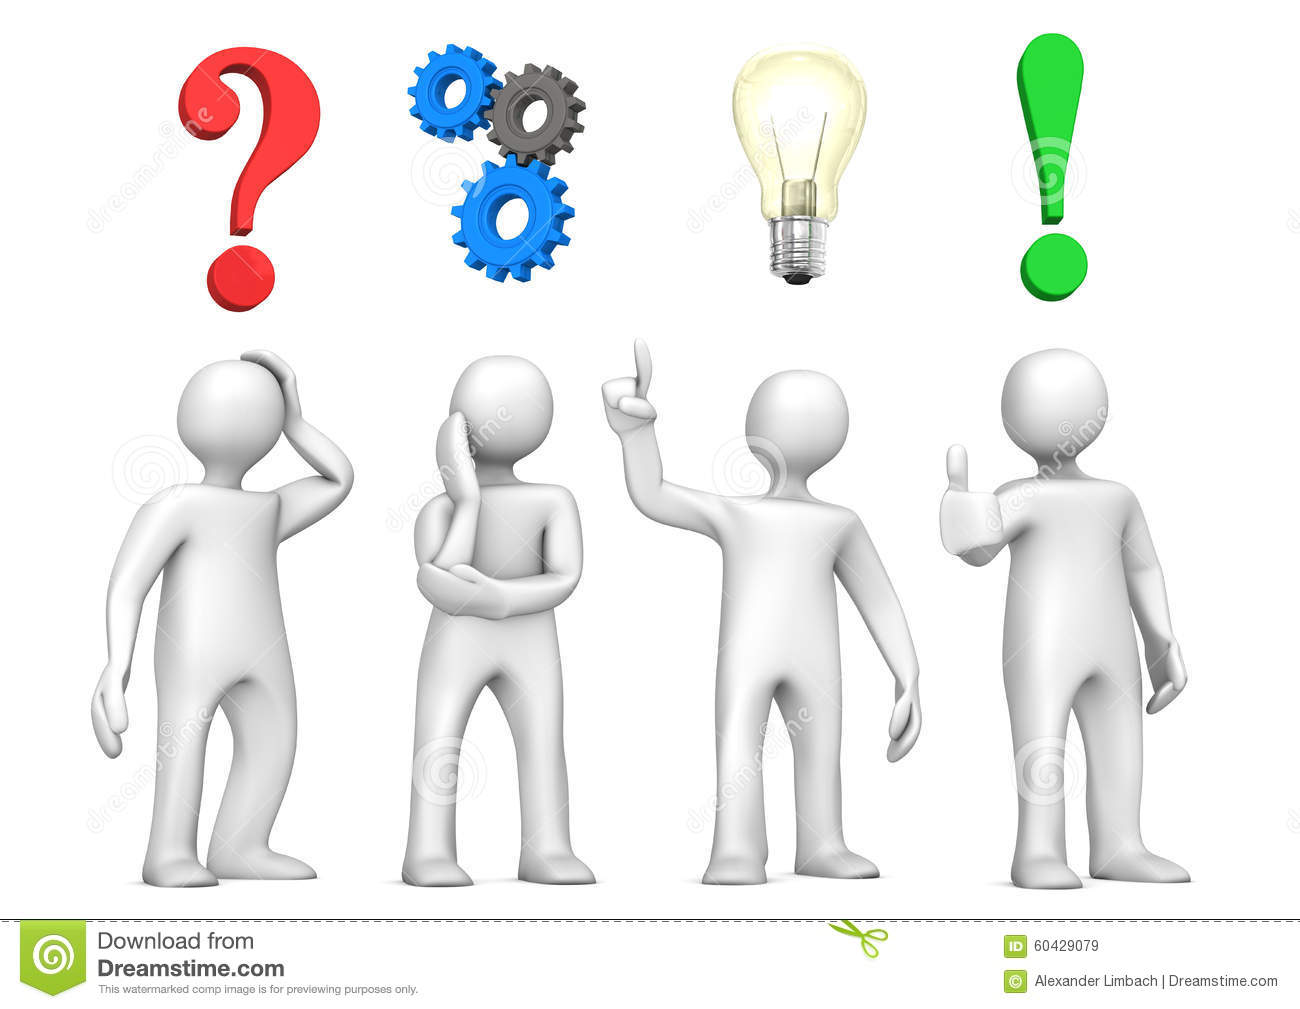 Download from
Dreamstime.com
This watermarked comp image is for previewing purposes only.
ID 60429079
© Alexander Limbach | Dreamstime.com
dreamstime